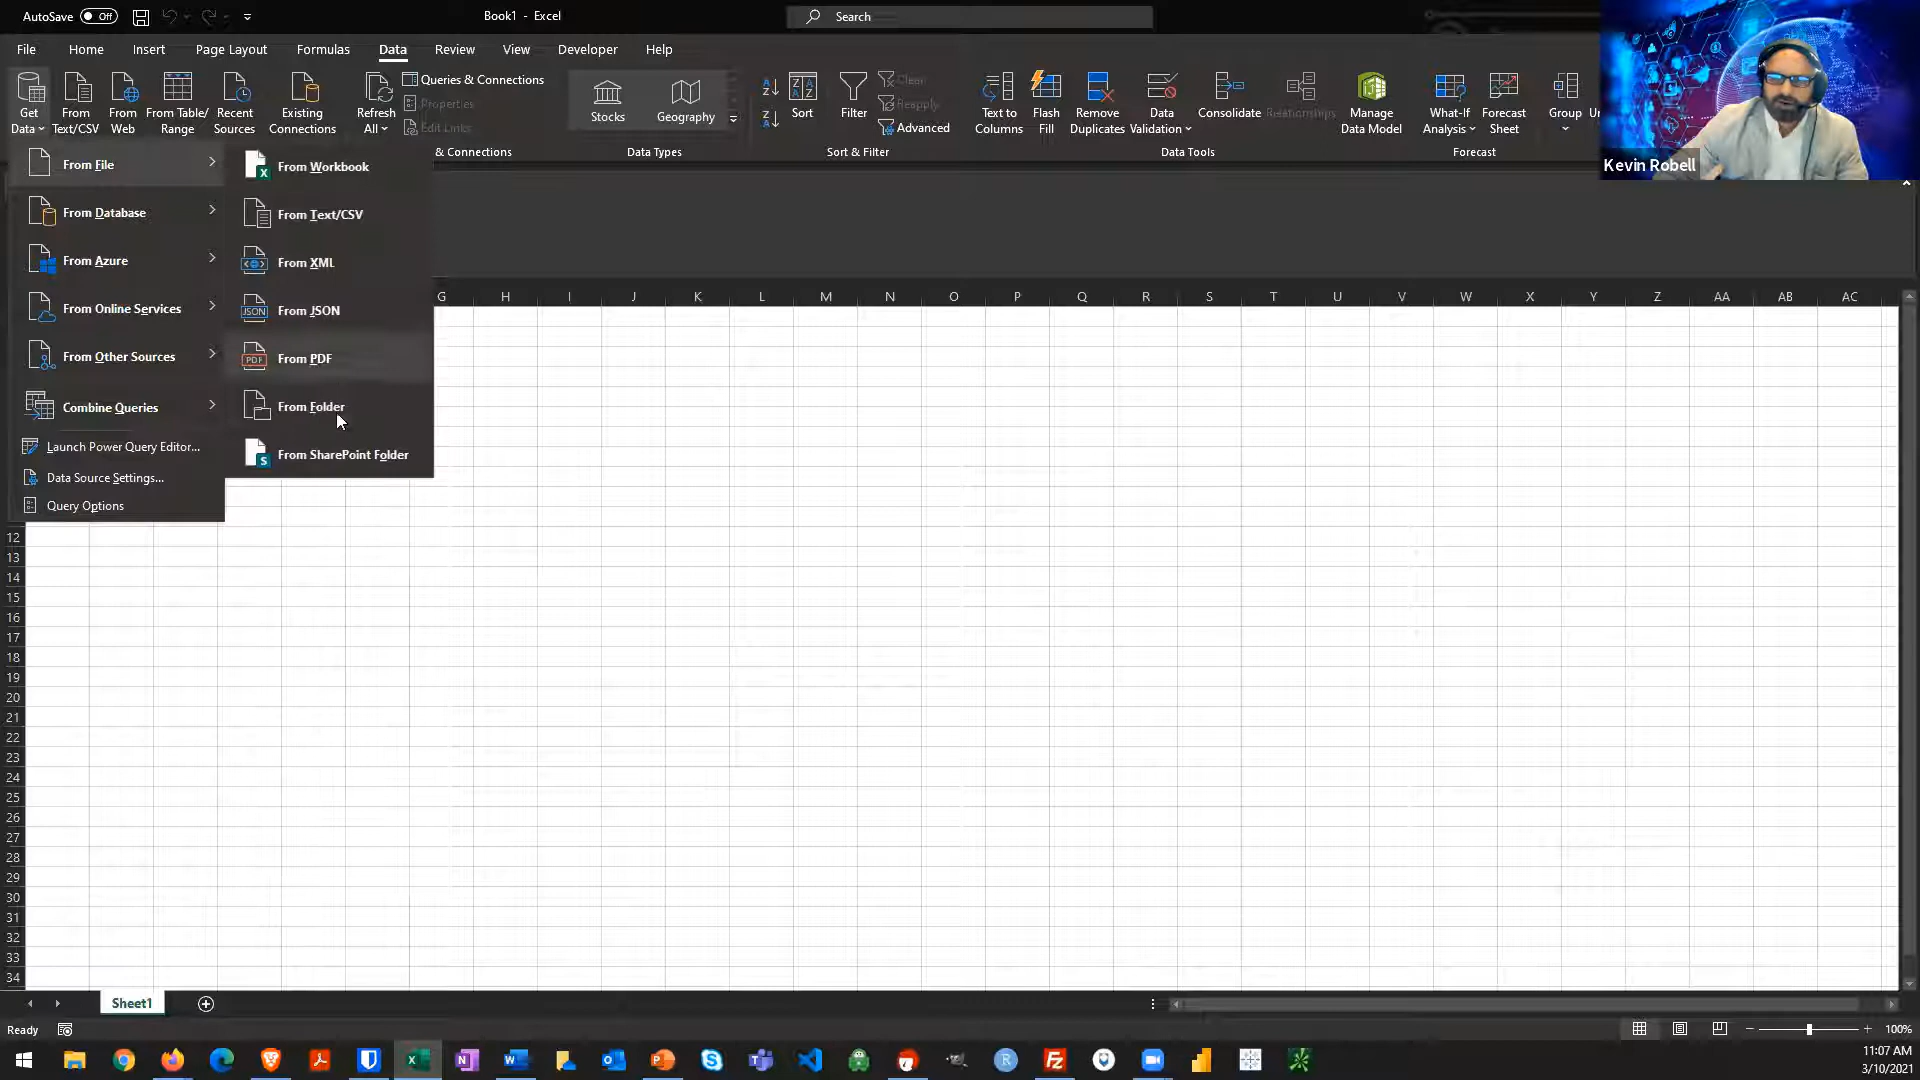 AutoSave Off
Book1 - Excel
Search
File Home Insert Page Layout Formulas Data Review View Developer Help
Get Data
From Text/CSV
From Web
From Table/ Range
Recent Sources
Existing Connections
Refresh All
Queries & Connections
Properties
Edit Links
Stocks
Geography
Sort
Filter
Clear
Reapply
Advanced
Text to Columns
Flash Fill
Remove Duplicates
Data Validation
Consolidate
Relationships
Manage Data Model
What-If Analysis
Forecast Sheet
Group
Un
& Connections
Data Types
Sort & Filter
Data Tools
Forecast
Kevin Robell
From File
From Database
From Azure
From Online Services
From Other Sources
Combine Queries
Launch Power Query Editor...
Data Source Settings...
Query Options
From Workbook
From Text/CSV
From XML
JSON From JSON
PDF From PDF
From Folder
From SharePoint Folder
G H I J K L M N O P Q R S T U V W X Y Z AA AB AC
12
13
14
15
16
17
18
19
20
21
22
23
24
25
26
27
28
29
30
31
32
33
34
Sheet1
Ready
100%
11:07 AM
3/10/2021